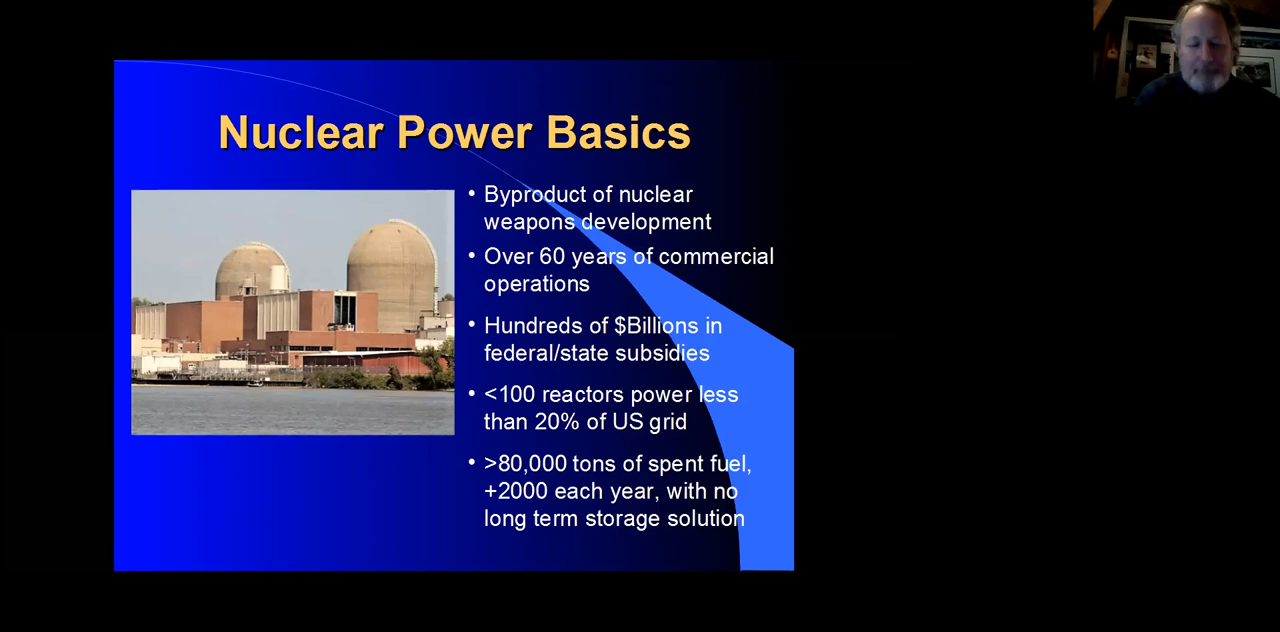 Nuclear Power Basics
• Byproduct of nuclear
weapons development
• Over 60 years of commercial
operations
• Hundreds of $Billions in
federal/state subsidies
• <100 reactors power less
than 20% of US grid
• >80,000 tons of spent fuel,
+2000 each year, with no
long term storage solution